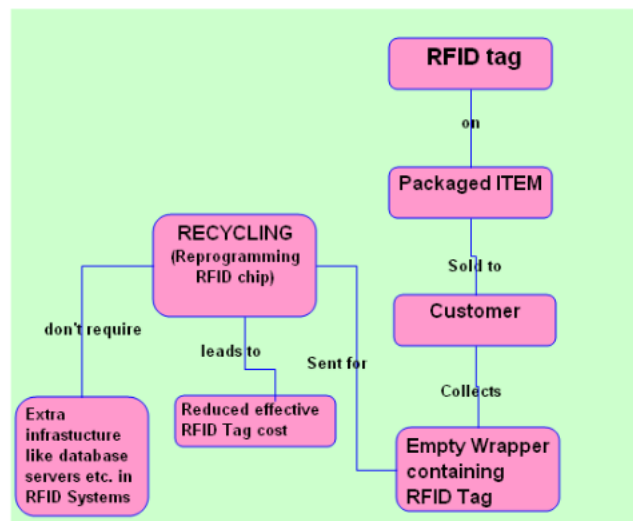 RFID tag
on
Packaged ITEM
Sold to
Customer
Collects
Empty Wrapper
containing
RFID Tag
Sent for
RECYCLING
(Reprogramming
RFID chip)
leads to
Reduced effective
RFID Tag cost
don't require
Extra
infrastucture
like database
servers etc. in
RFID Systems